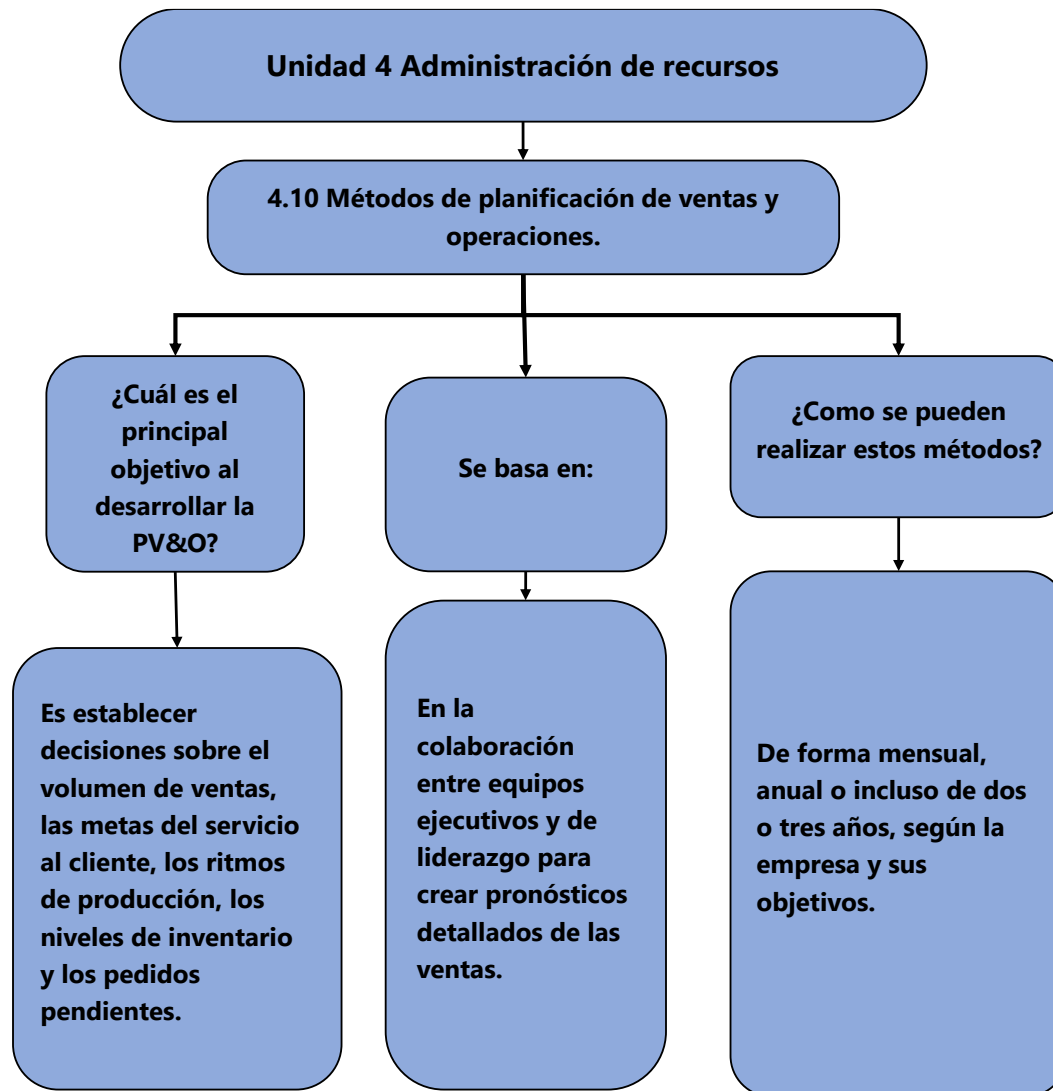 Unidad 4 Administración de recursos
4.10 Métodos de planificación de ventas y
operaciones.
¿Cuál es el
principal
objetivo al
desarrollar la
PV&O?
Se basa en:
¿Como se pueden
realizar estos métodos?
Es establecer
decisiones sobre el
volumen de ventas,
las metas del servicio
al cliente, los ritmos
de producción, los
niveles de inventario
y los pedidos
pendientes.
En la
colaboración
entre equipos
ejecutivos y de
liderazgo para
crear pronósticos
detallados de las
ventas.
De forma mensual,
anual o incluso de dos
o tres años, según la
empresa y sus
objetivos.